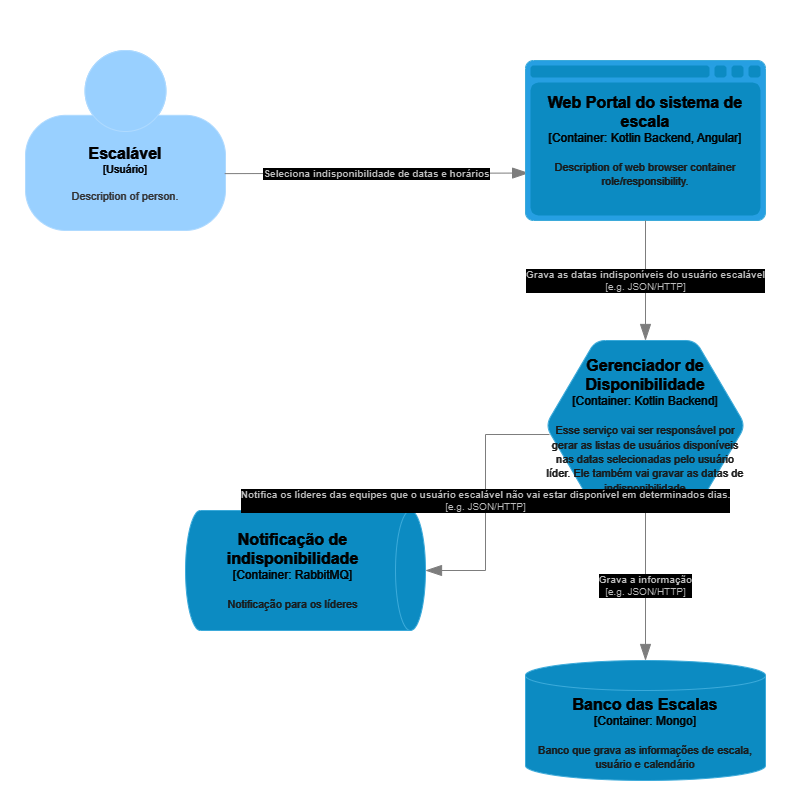 Escalável
[Usuário]
Description of person.
Seleciona indisponibilidade de datas e horários
Web Portal do sistema de
escala
[Container: Kotlin Backend, Angular]
Description of web browser container
role/responsibility.
Grava as datas indisponíveis do usuário escalável
[e.g. JSON/HTTP]
Gerenciador de
Disponibilidade
[Container: Kotlin Backend]
Esse serviço vai ser responsável por
gerar as listas de usuários disponíveis
nas datas selecionadas pelo usuário
líder. Ele também vai gravar as datas de
indisponibilidade
Notifica os líderes das equipes que o usuário escalável não vai estar disponível em determinados dias.
[e.g. JSON/HTTP]
Notificação de
indisponibilidade
[Container: RabbitMQ]
Notificação para os líderes
Grava a informação
[e.g. JSON/HTTP]
Banco das Escalas
[Container: Mongo]
Banco que grava as informações de escala,
usuário e calendário